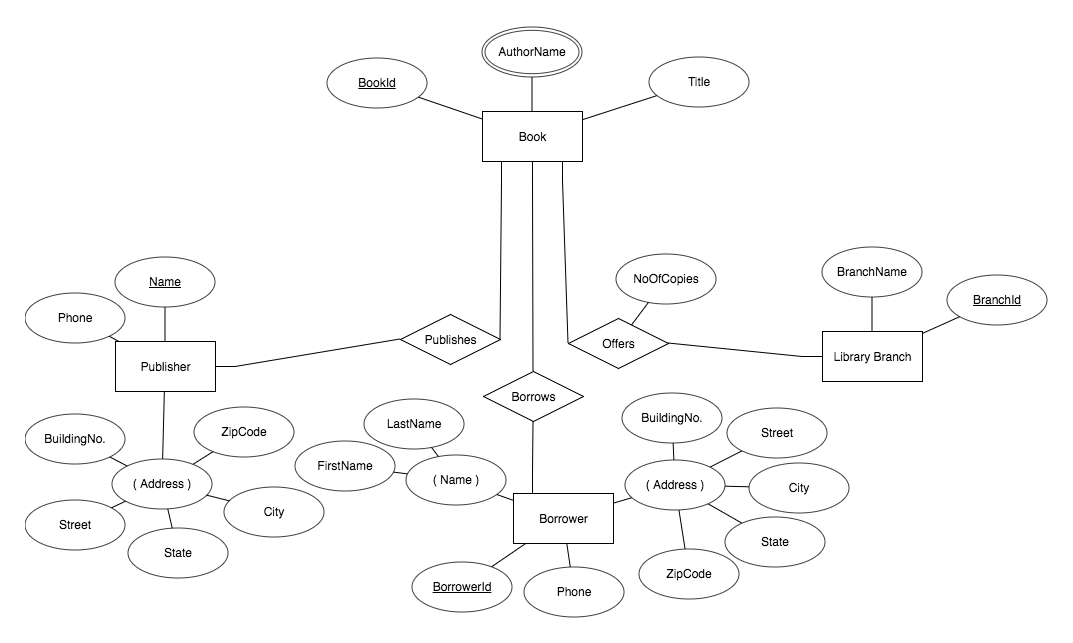 AuthorName
BookId
Title
Book
BranchName
NoOfCopies
Name
BranchId
Phone
Publishes
Offers
Library Branch
Publisher
Borrows
BuildingNo.
LastName
ZipCode
Street
BuildingNo.
FirstName
( Name )
( Address )
( Address )
City
City
Borrower
Street
State
State
ZipCode
BorrowerId
Phone